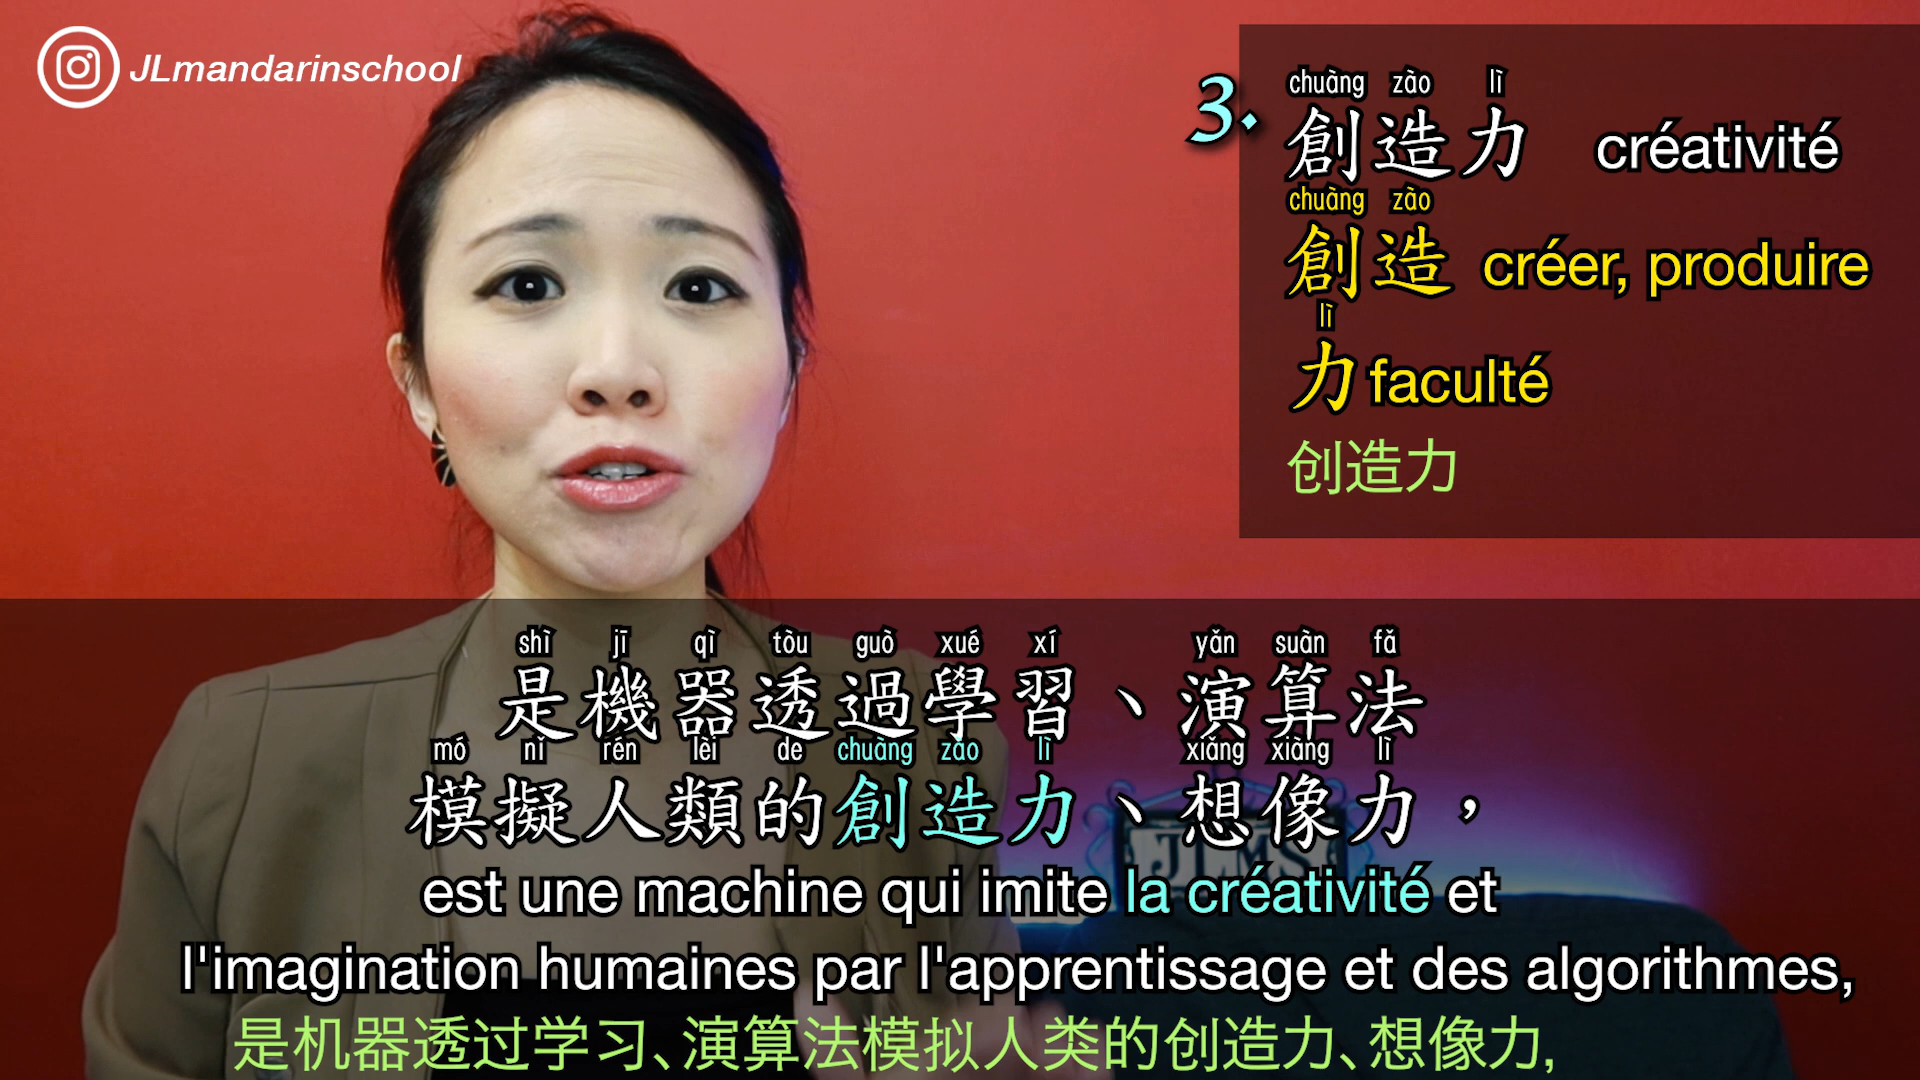 JLmandarinschool
3.
chuàng zào lì
創造力 créativité
chuàng zào
創造 créer, produire
lì
力 faculté
创造力
shì jī qì tòu guò xué xí yǎn suàn fǎ
是機器透過學習、演算法
mó nǐ rén lèi de chuàng zào lì xiǎng xiàng lì
模擬人類的創造力、想像力，
est une machine qui imite la créativité et
l'imagination humaines par l'apprentissage et des algorithmes,
是机器透过学习、演算法模拟人类的创造力、想像力,
JLMS